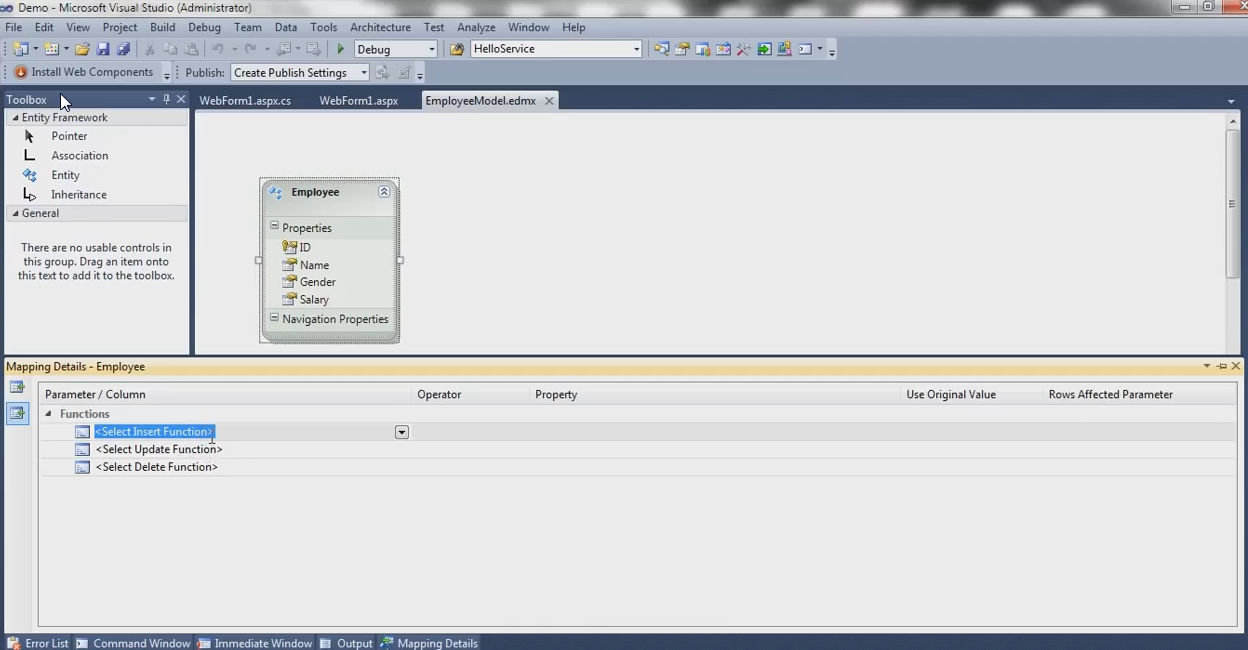 Demo - Microsoft Visual Studio (Administrator)
File Edit View Project Build Debug Team Data Tools Architecture Test Analyze Window Help
Debug HelloService
Install Web Components Publish: Create Publish Settings
Toolbox
WebForm1.aspx.cs WebForm1.aspx EmployeeModel.edmx
Entity Framework
Pointer
Association
Entity
Inheritance
General
There are no usable controls in
this group. Drag an item onto
this text to add it to the toolbox.
Employee
Properties
ID
Name
Gender
Salary
Navigation Properties
Mapping Details - Employee
Parameter / Column Operator Property Use Original Value Rows Affected Parameter
Functions
<Select Insert Function>
<Select Update Function>
<Select Delete Function>
Error List Command Window Immediate Window Output Mapping Details